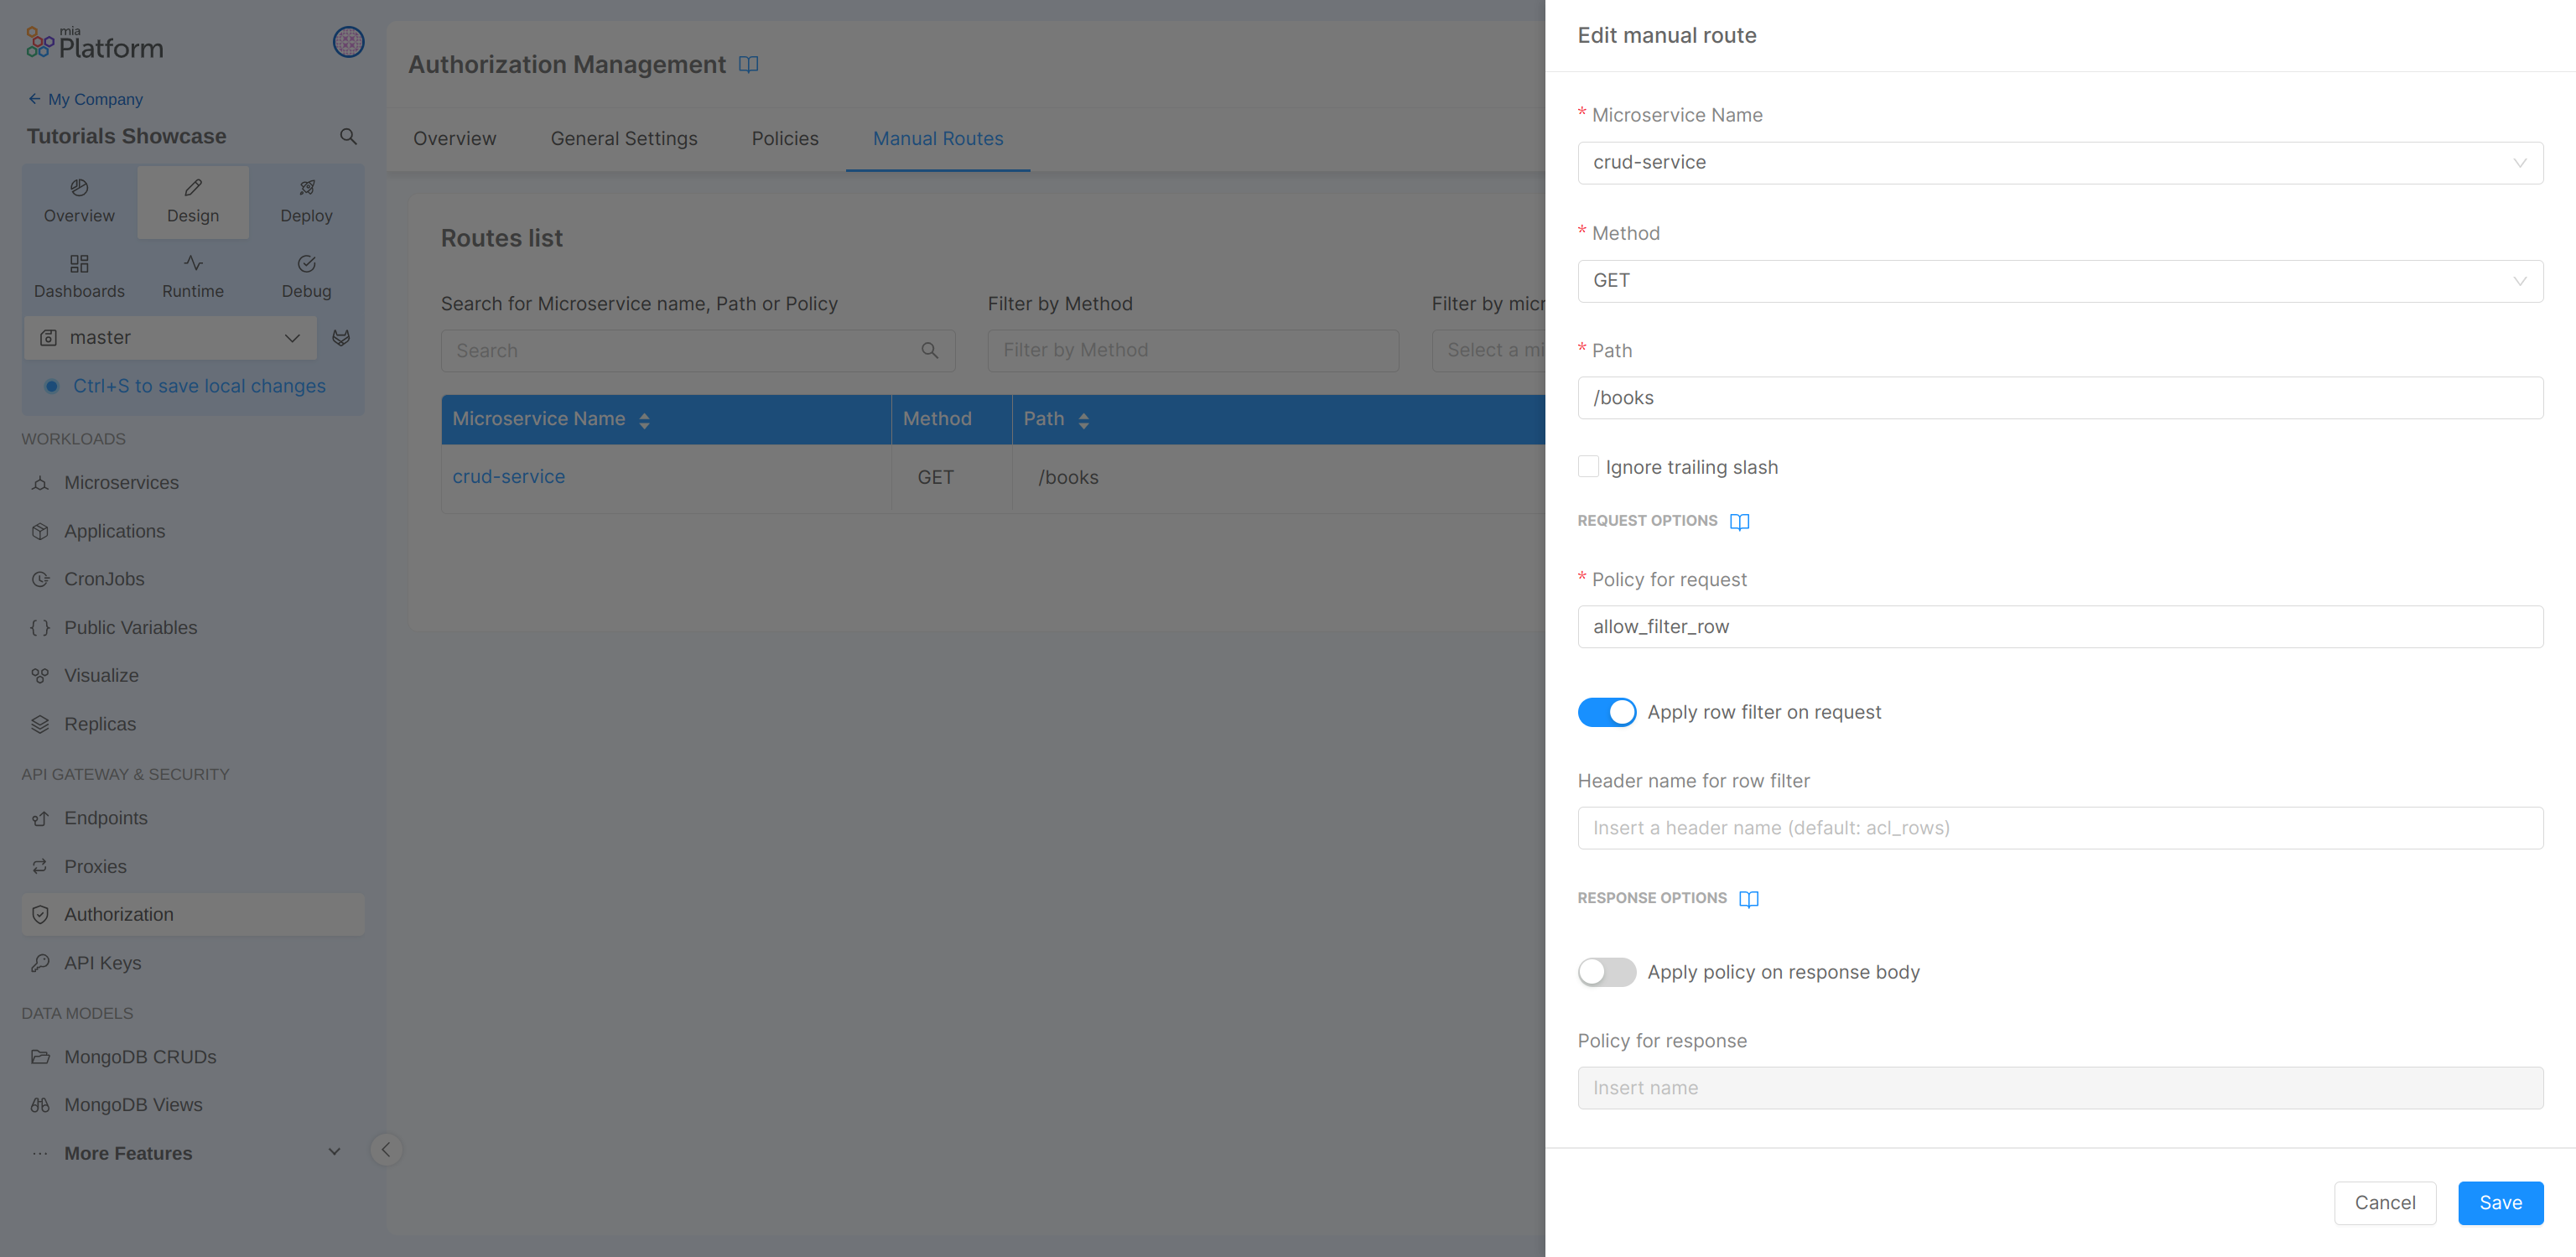 mia
Platform
My Company
Tutorials Showcase
Overview
Design
Deploy
Dashboards
Runtime
Debug
master
Ctrl+S to save local changes
WORKLOADS
Microservices
Applications
CronJobs
Public Variables
Visualize
Replicas
API GATEWAY & SECURITY
Endpoints
Proxies
Authorization
API Keys
DATA MODELS
MongoDB CRUDs
MongoDB Views
More Features
Authorization Management
Overview General Settings Policies Manual Routes
Routes list
Search for Microservice name, Path or Policy
Search
Filter by Method
Filter by Method
Filter by micr
Select a mi
Microservice Name Method Path
crud-service GET /books
Edit manual route
* Microservice Name
crud-service
* Method
GET
* Path
/books
Ignore trailing slash
REQUEST OPTIONS
* Policy for request
allow_filter_row
Apply row filter on request
Header name for row filter
Insert a header name (default: acl_rows)
RESPONSE OPTIONS
Apply policy on response body
Policy for response
Insert name
Cancel Save